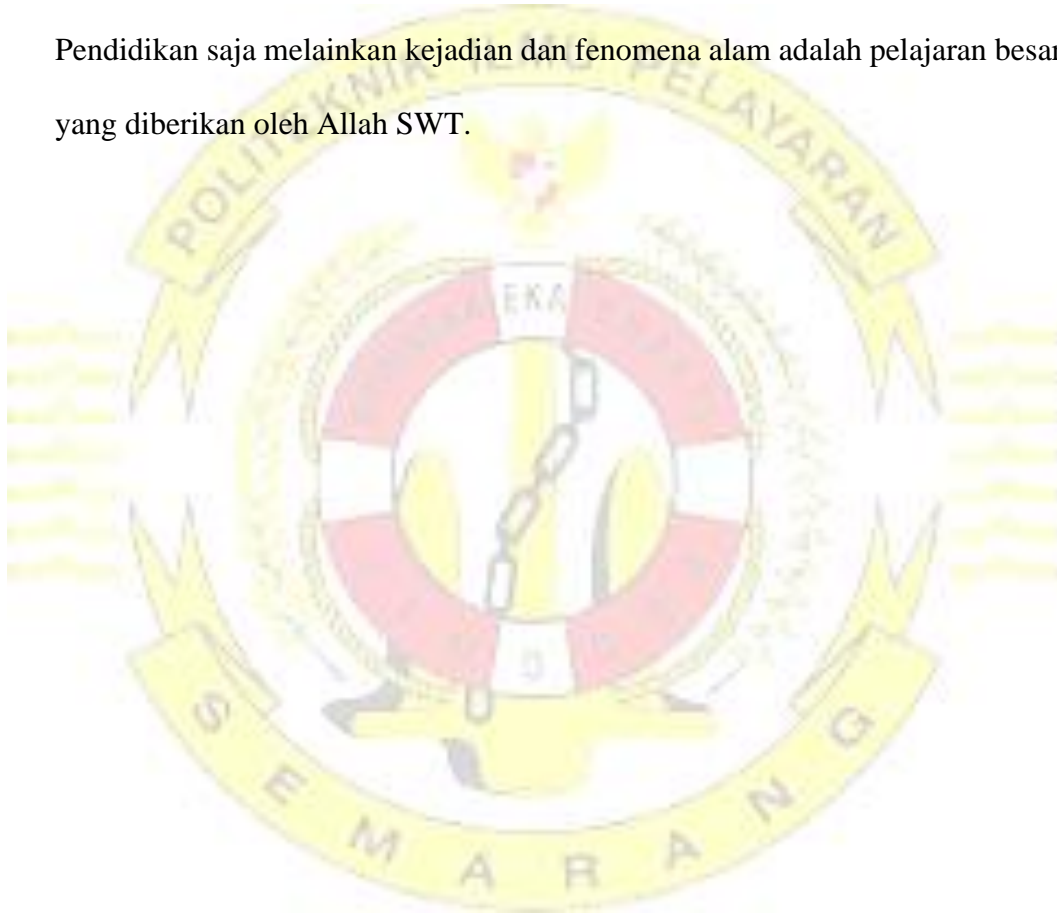 Pendidikan saja melainkan kejadian dan fenomena alam adalah pelajaran besar
yang diberikan oleh Allah SWT.
POLITEKNIK ILMU PELAYARAN
EKA
SEMARANG